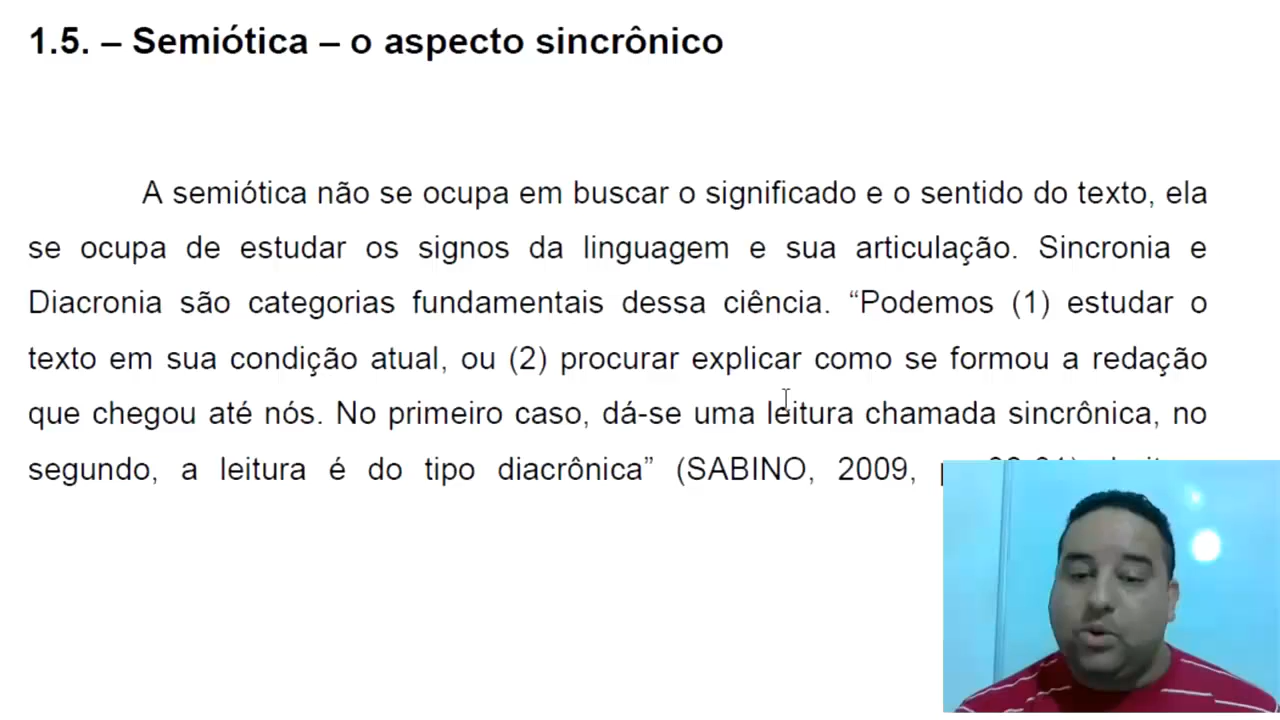 1.5. – Semiótica – o aspecto sincrônico
A semiótica não se ocupa em buscar o significado e o sentido do texto, ela
se ocupa de estudar os signos da linguagem e sua articulação. Sincronia e
Diacronia são categorias fundamentais dessa ciência. “Podemos (1) estudar o
texto em sua condição atual, ou (2) procurar explicar como se formou a redação
que chegou até nós. No primeiro caso, dá-se uma leitura chamada sincrônica, no
segundo, a leitura é do tipo diacrônica” (SABINO, 2009,